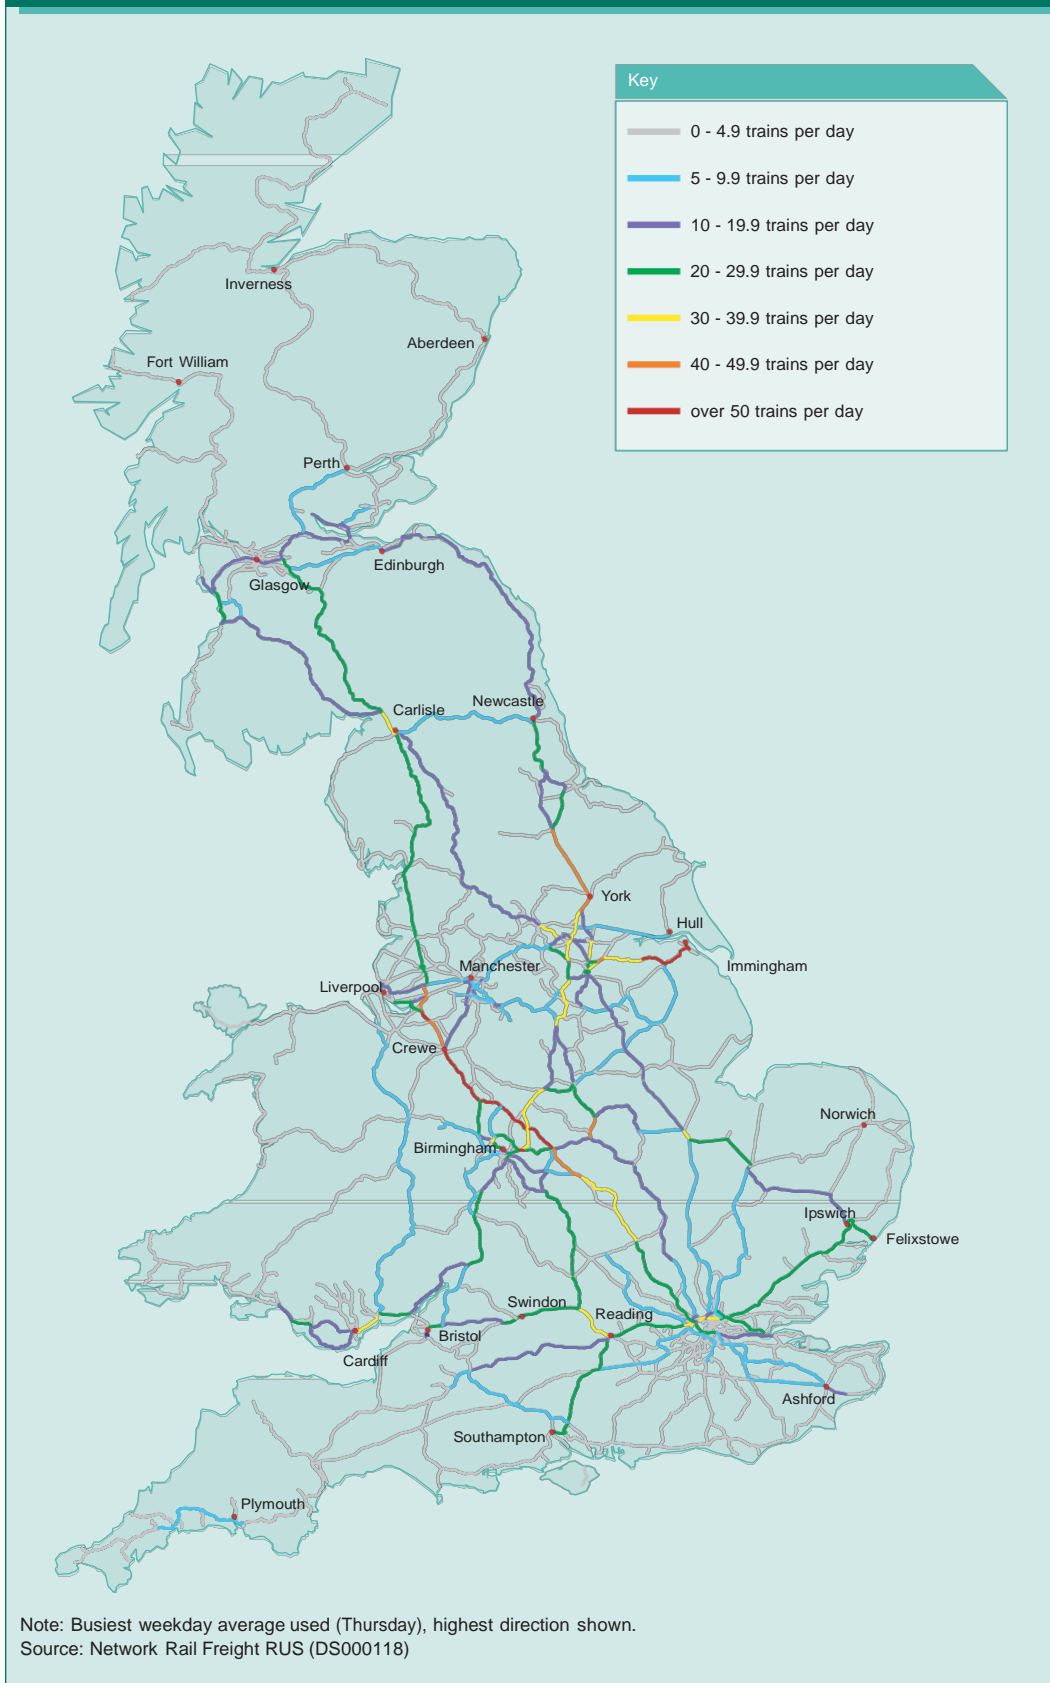 Key
0 - 4.9 trains per day
5 - 9.9 trains per day
10 - 19.9 trains per day
20 - 29.9 trains per day
30 - 39.9 trains per day
40 - 49.9 trains per day
over 50 trains per day
Inverness
Aberdeen
Fort William
Perth
Edinburgh
Glasgow
Newcastle
Carlisle
York
Hull
Manchester
Immingham
Liverpool
Crewe
Norwich
Birmingham
Ipswich
Felixstowe
Swindon
Reading
Bristol
Cardiff
Ashford
Southampton
Plymouth
Note: Busiest weekday average used (Thursday), highest direction shown.
Source: Network Rail Freight RUS (DS000118)